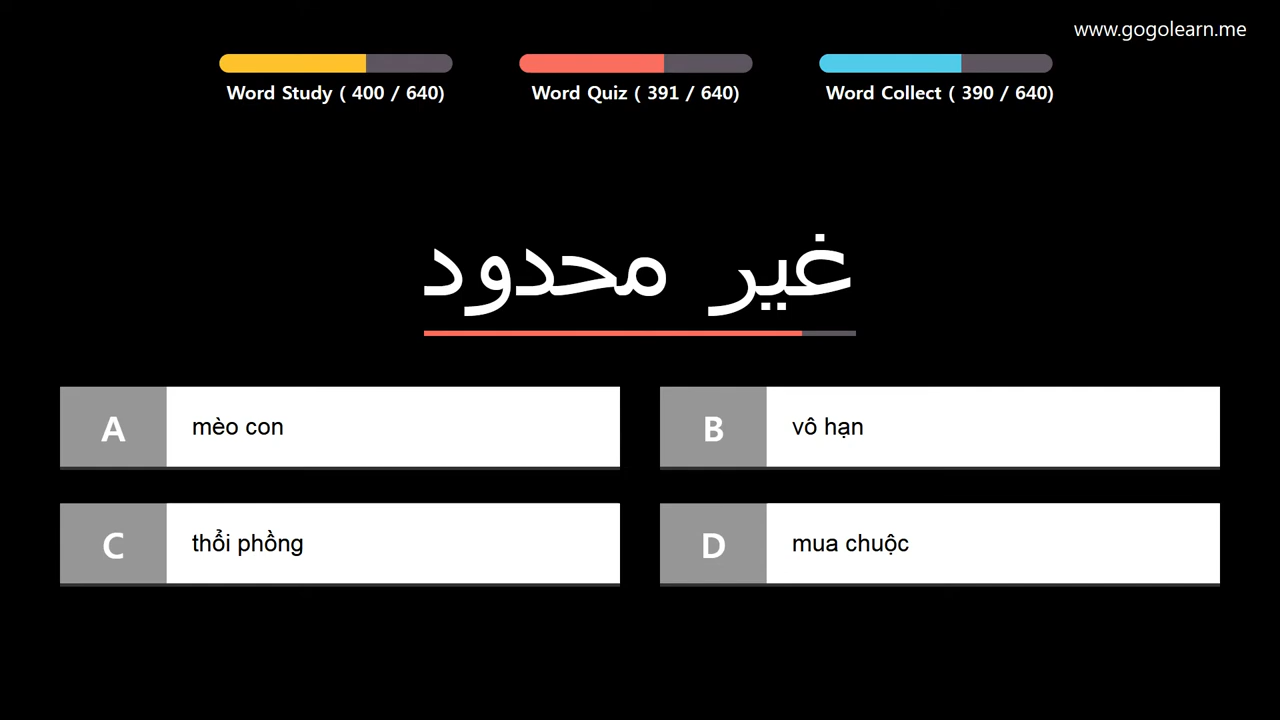 www.gogolearn.me
Word Study ( 400 / 640)
Word Quiz ( 391 / 640)
Word Collect ( 390 / 640)
غير محدود
A
mèo con
B
vô hạn
C
thổi phồng
D
mua chuộc